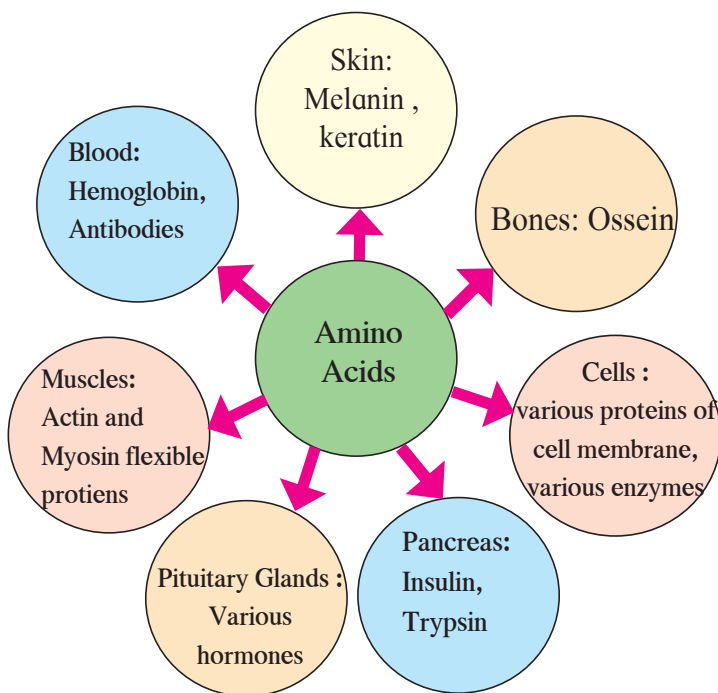 Skin:
Melanin ,
keratin
Blood:
Hemoglobin,
Antibodies
Bones: Ossein
Amino
Acids
Muscles:
Actin and
Myosin flexible
protiens
Cells :
various proteins of
cell membrane,
various enzymes
Pituitary Glands :
Various
hormones
Pancreas:
Insulin,
Trypsin